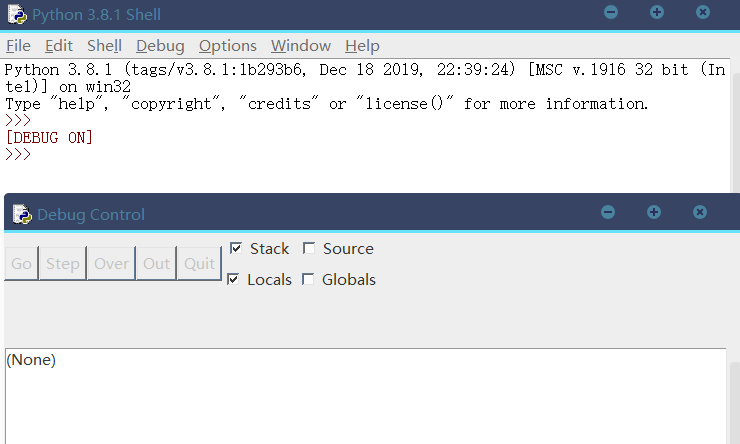 Python 3.8.1 Shell
File Edit Shell Debug Options Window Help
Python 3.8.1 (tags/v3.8.1:1b293b6, Dec 18 2019, 22:39:24) [MSC v.1916 32 bit (In
tel)] on win32
Type "help", "copyright", "credits" or "license()" for more information.
>>>
[DEBUG ON]
>>>
Debug Control
Go Step Over Out Quit Stack Source
Locals Globals
(None)